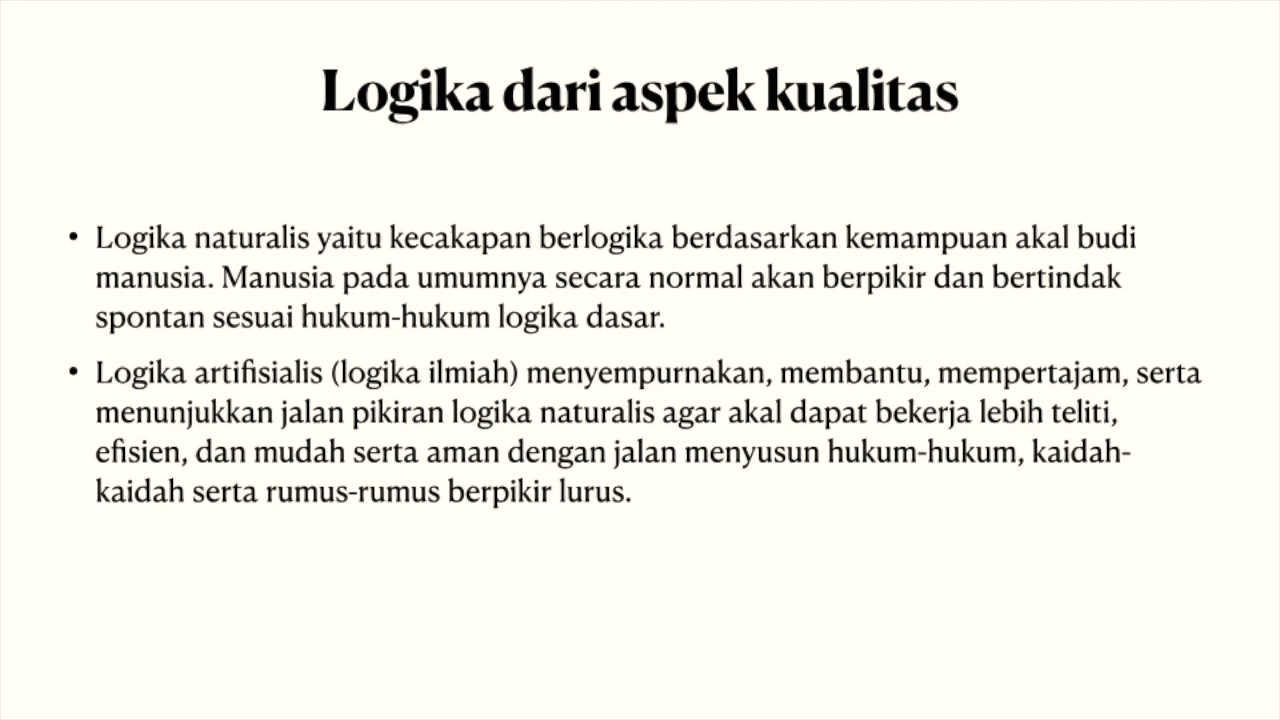 Logika dari aspek kualitas
• Logika naturalis yaitu kecakapan berlogika berdasarkan kemampuan akal budi
manusia. Manusia pada umumnya secara normal akan berpikir dan bertindak
spontan sesuai hukum-hukum logika dasar.
• Logika artifisialis (logika ilmiah) menyempurnakan, membantu, mempertajam, serta
menunjukkan jalan pikiran logika naturalis agar akal dapat bekerja lebih teliti,
efisien, dan mudah serta aman dengan jalan menyusun hukum-hukum, kaidah-
kaidah serta rumus-rumus berpikir lurus.